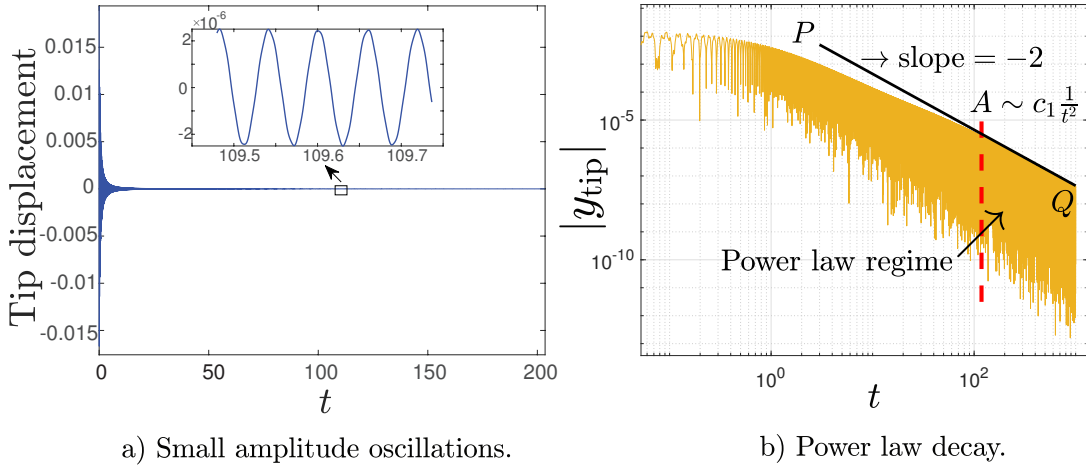 ×10⁻⁶
2
0
-2
109.5 109.6 109.7
0.015
0.01
0.005
0
-0.005
-0.01
-0.015
Tip displacement
0 50 100 150 200
t
a) Small amplitude oscillations.
P
→ slope = −2
A ∼ c₁ 1/t²
Q
Power law regime
10⁻⁵
10⁻¹⁰
|y_tip|
10⁰ 10²
t
b) Power law decay.